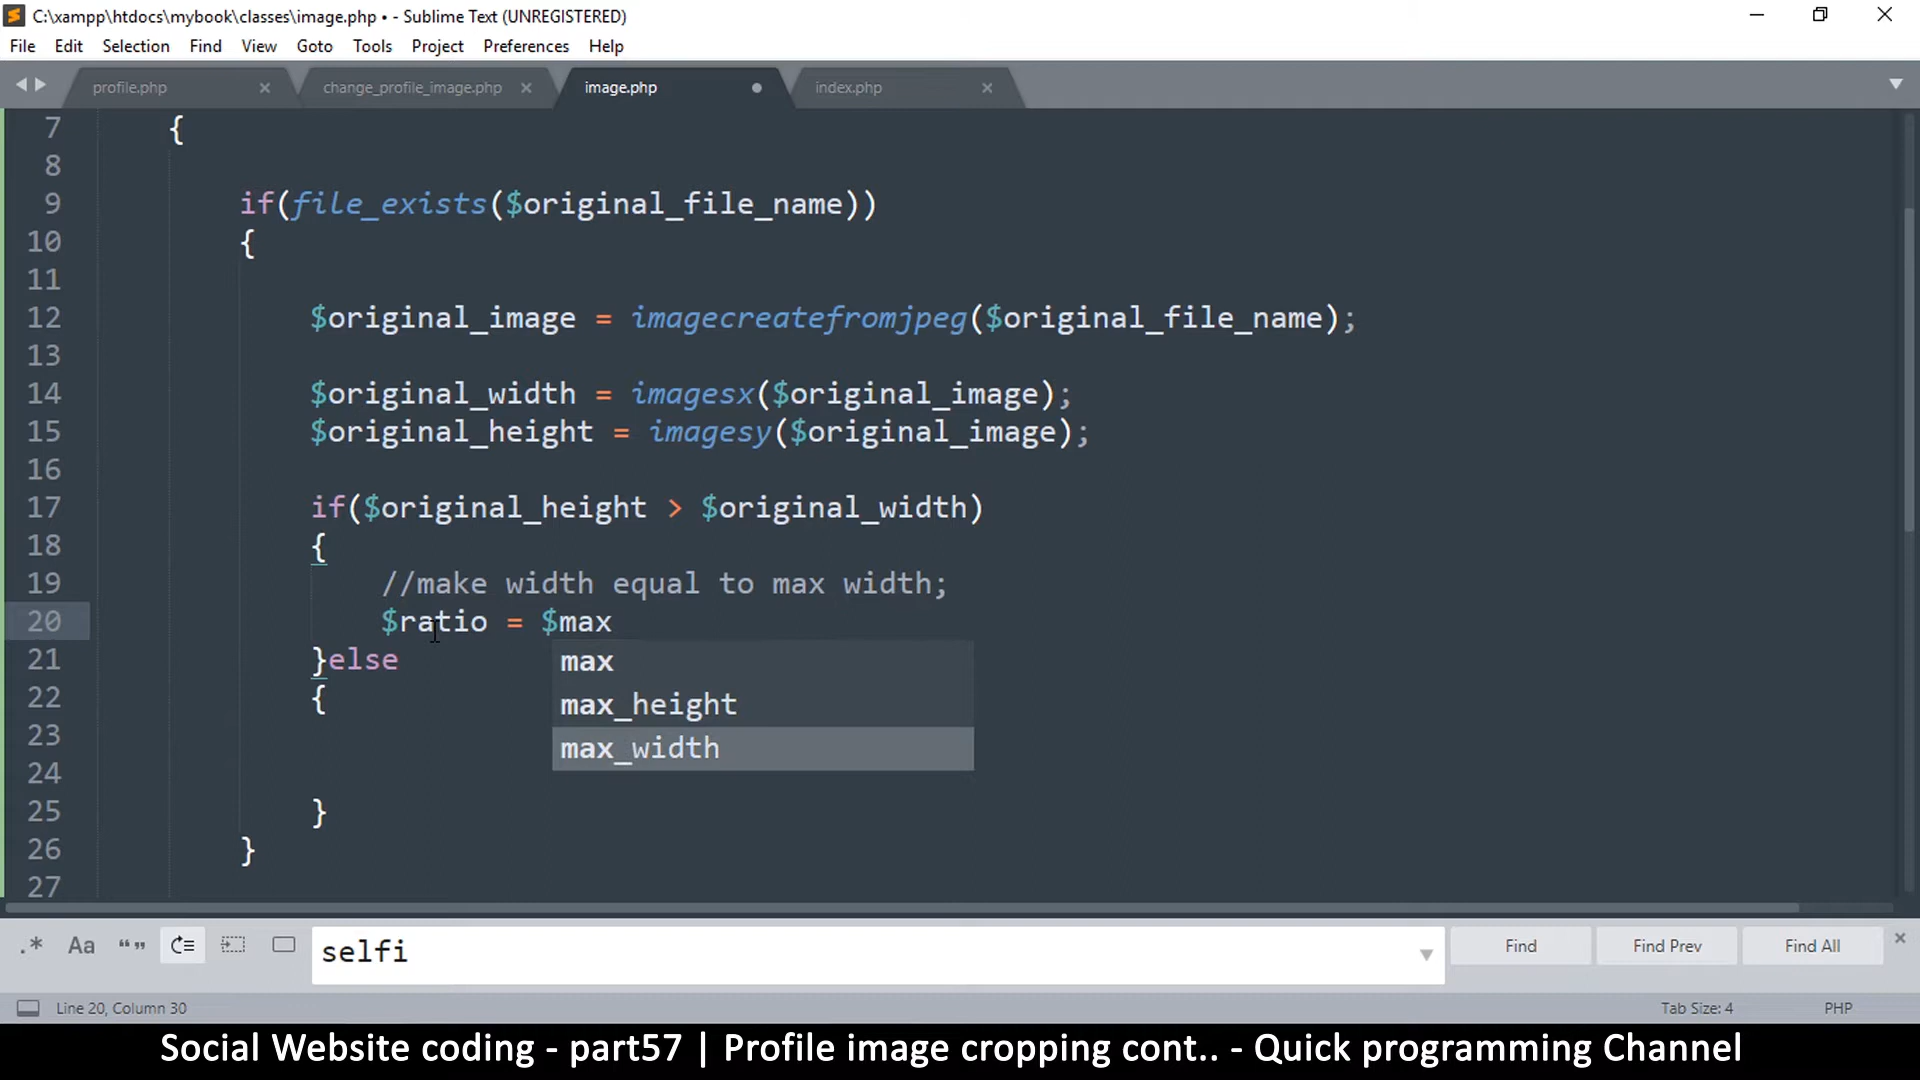 C:\xampp\htdocs\mybook\classes\image.php • - Sublime Text (UNREGISTERED)
File Edit Selection Find View Goto Tools Project Preferences Help
profile.php change_profile_image.php image.php index.php
7 {
8
9 if(file_exists($original_file_name))
10 {
11
12 $original_image = imagecreatefromjpeg($original_file_name);
13
14 $original_width = imagesx($original_image);
15 $original_height = imagesy($original_image);
16
17 if($original_height > $original_width)
18 {
19 //make width equal to max width;
20 $ratio = $max
21 }else
max
22 {
max_height
23
max_width
24
25 }
26 }
27
.* Aa “” selfi Find Find Prev Find All
Line 20, Column 30 Tab Size: 4 PHP
Social Website coding - part57 | Profile image cropping cont.. - Quick programming Channel